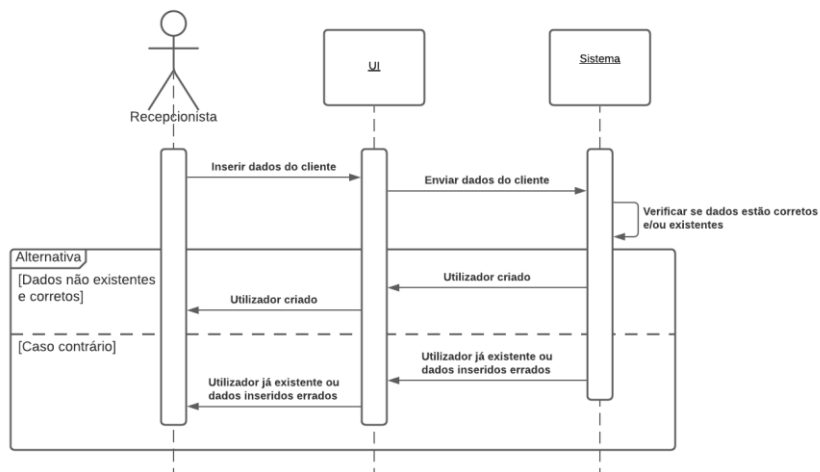 Recepcionista
UI
Sistema
Inserir dados do cliente
Enviar dados do cliente
Verificar se dados estão corretos
e/ou existentes
Alternativa
[Dados não existentes
e corretos]
Utilizador criado
Utilizador criado
[Caso contrário]
Utilizador já existente ou
dados inseridos errados
Utilizador já existente ou
dados inseridos errados